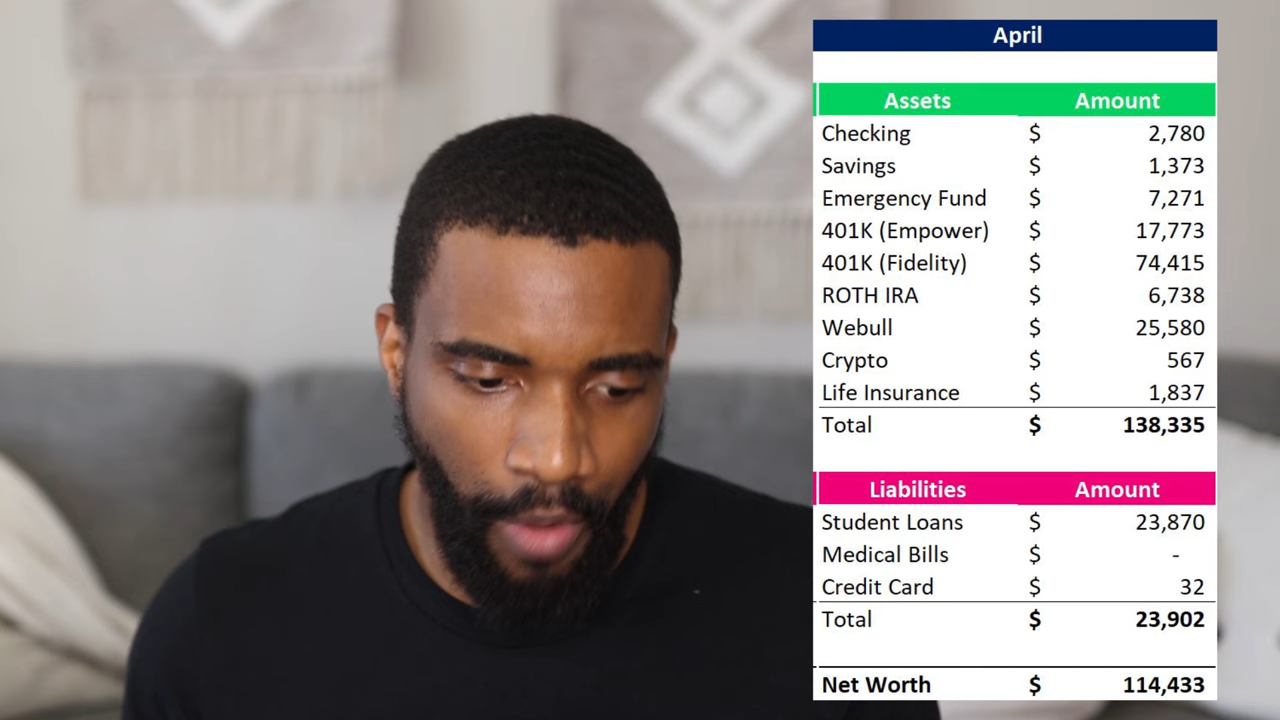 April
Assets Amount
Checking $ 2,780
Savings $ 1,373
Emergency Fund $ 7,271
401K (Empower) $ 17,773
401K (Fidelity) $ 74,415
ROTH IRA $ 6,738
Webull $ 25,580
Crypto $ 567
Life Insurance $ 1,837
Total $ 138,335
Liabilities Amount
Student Loans $ 23,870
Medical Bills $ -
Credit Card $ 32
Total $ 23,902
Net Worth $ 114,433